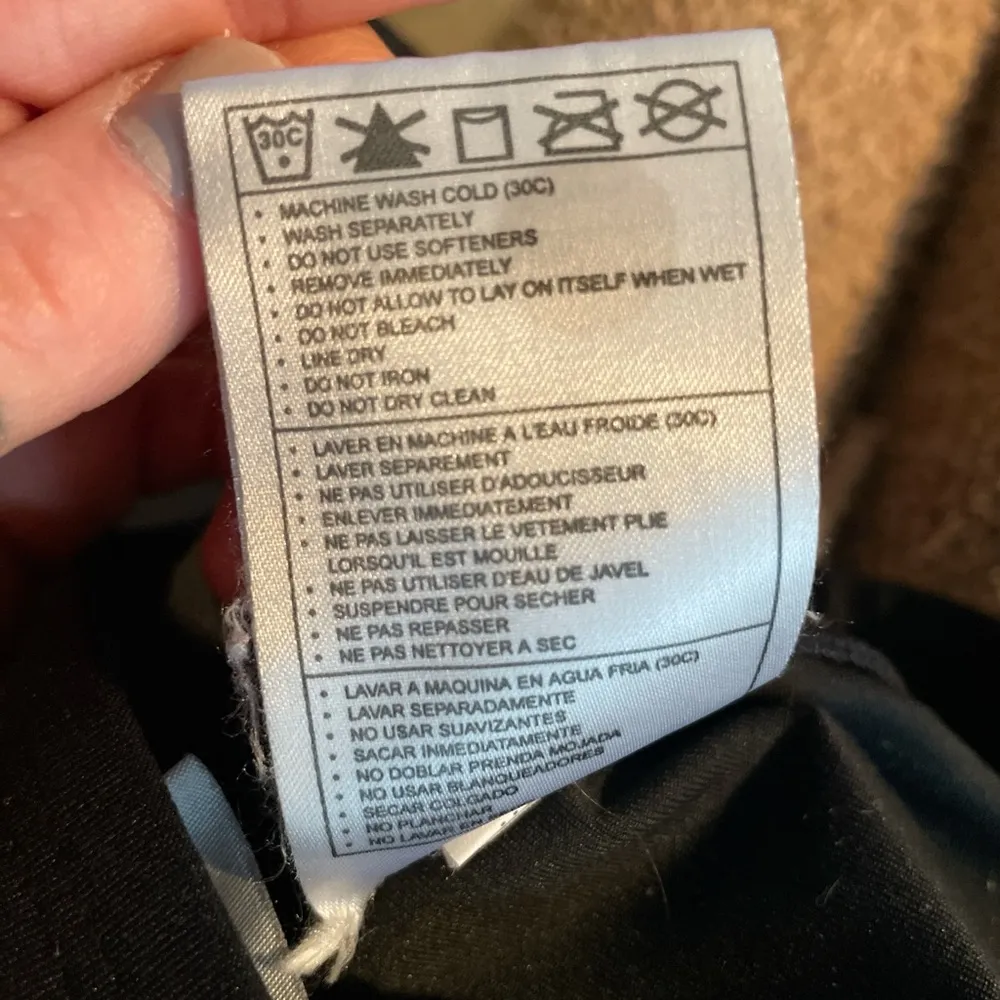 30C
• MACHINE WASH COLD (30C)
• WASH SEPARATELY
• DO NOT USE SOFTENERS
• REMOVE IMMEDIATELY
• DO NOT ALLOW TO LAY ON ITSELF WHEN WET
• DO NOT BLEACH
• LINE DRY
• DO NOT IRON
• DO NOT DRY CLEAN
• LAVER EN MACHINE A L'EAU FROIDE (30C)
• LAVER SEPAREMENT
• NE PAS UTILISER D'ADOUCISSEUR
• ENLEVER IMMEDIATEMENT
• NE PAS LAISSER LE VETEMENT PLIE
LORSQU'IL EST MOUILLE
• NE PAS UTILISER D'EAU DE JAVEL
• SUSPENDRE POUR SECHER
• NE PAS REPASSER
• NE PAS NETTOYER A SEC
• LAVAR A MAQUINA EN AGUA FRIA (30C)
• LAVAR SEPARADAMENTE
• NO USAR SUAVIZANTES
• SACAR INMEDIATAMENTE
• NO DOBLAR PRENDA MOJADA
• NO USAR BLANQUEADORES
• SECAR COLGADO
• NO PLANCHAR
• NO LAVAR EN